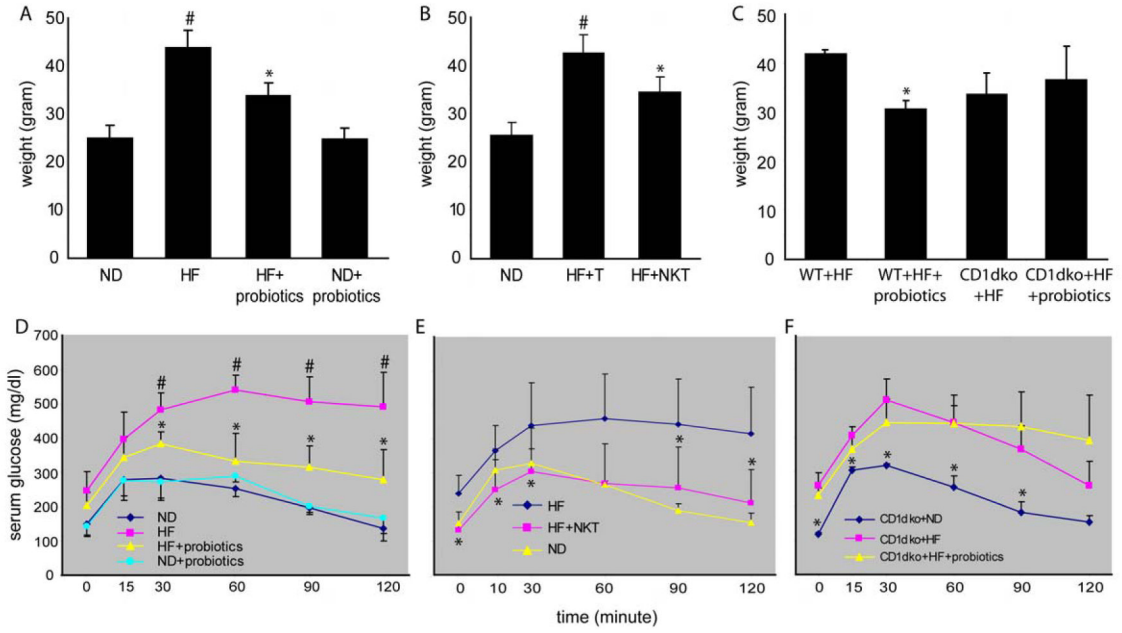 A
50
40
30
20
10
0
weight (gram)
#
*
ND
HF
HF+
probiotics
ND+
probiotics
B
50
40
30
20
10
0
weight (gram)
#
*
ND
HF+T
HF+NKT
C
50
40
30
20
10
0
weight (gram)
*
WT+HF
WT+HF+
probiotics
CD1dko
+HF
CD1dko+HF
+probiotics
D
700
600
500
400
300
200
100
0
serum glucose (mg/dl)
# # # #
* * * *
ND
HF
HF+probiotics
ND+probiotics
0 15 30 60 90 120
E
* * * * *
HF
HF+NKT
ND
0 10 30 60 90 120
time (minute)
F
* * * * *
CD1dko+ND
CD1dko+HF
CD1dko+HF+probiotics
0 15 30 60 90 120